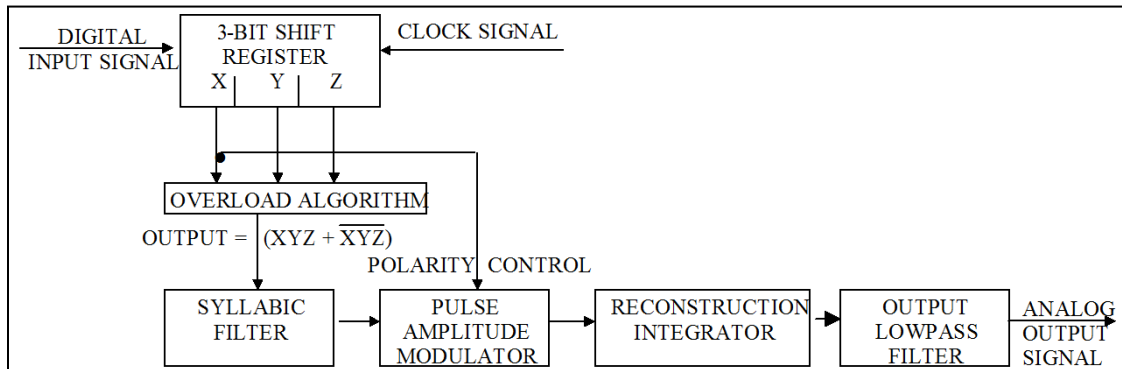 DIGITAL
INPUT SIGNAL
3-BIT SHIFT
REGISTER
X Y Z
CLOCK SIGNAL
OVERLOAD ALGORITHM
OUTPUT = (XYZ + X̅Y̅Z̅)
POLARITY CONTROL
SYLLABIC
FILTER
PULSE
AMPLITUDE
MODULATOR
RECONSTRUCTION
INTEGRATOR
OUTPUT
LOWPASS
FILTER
ANALOG
OUTPUT
SIGNAL